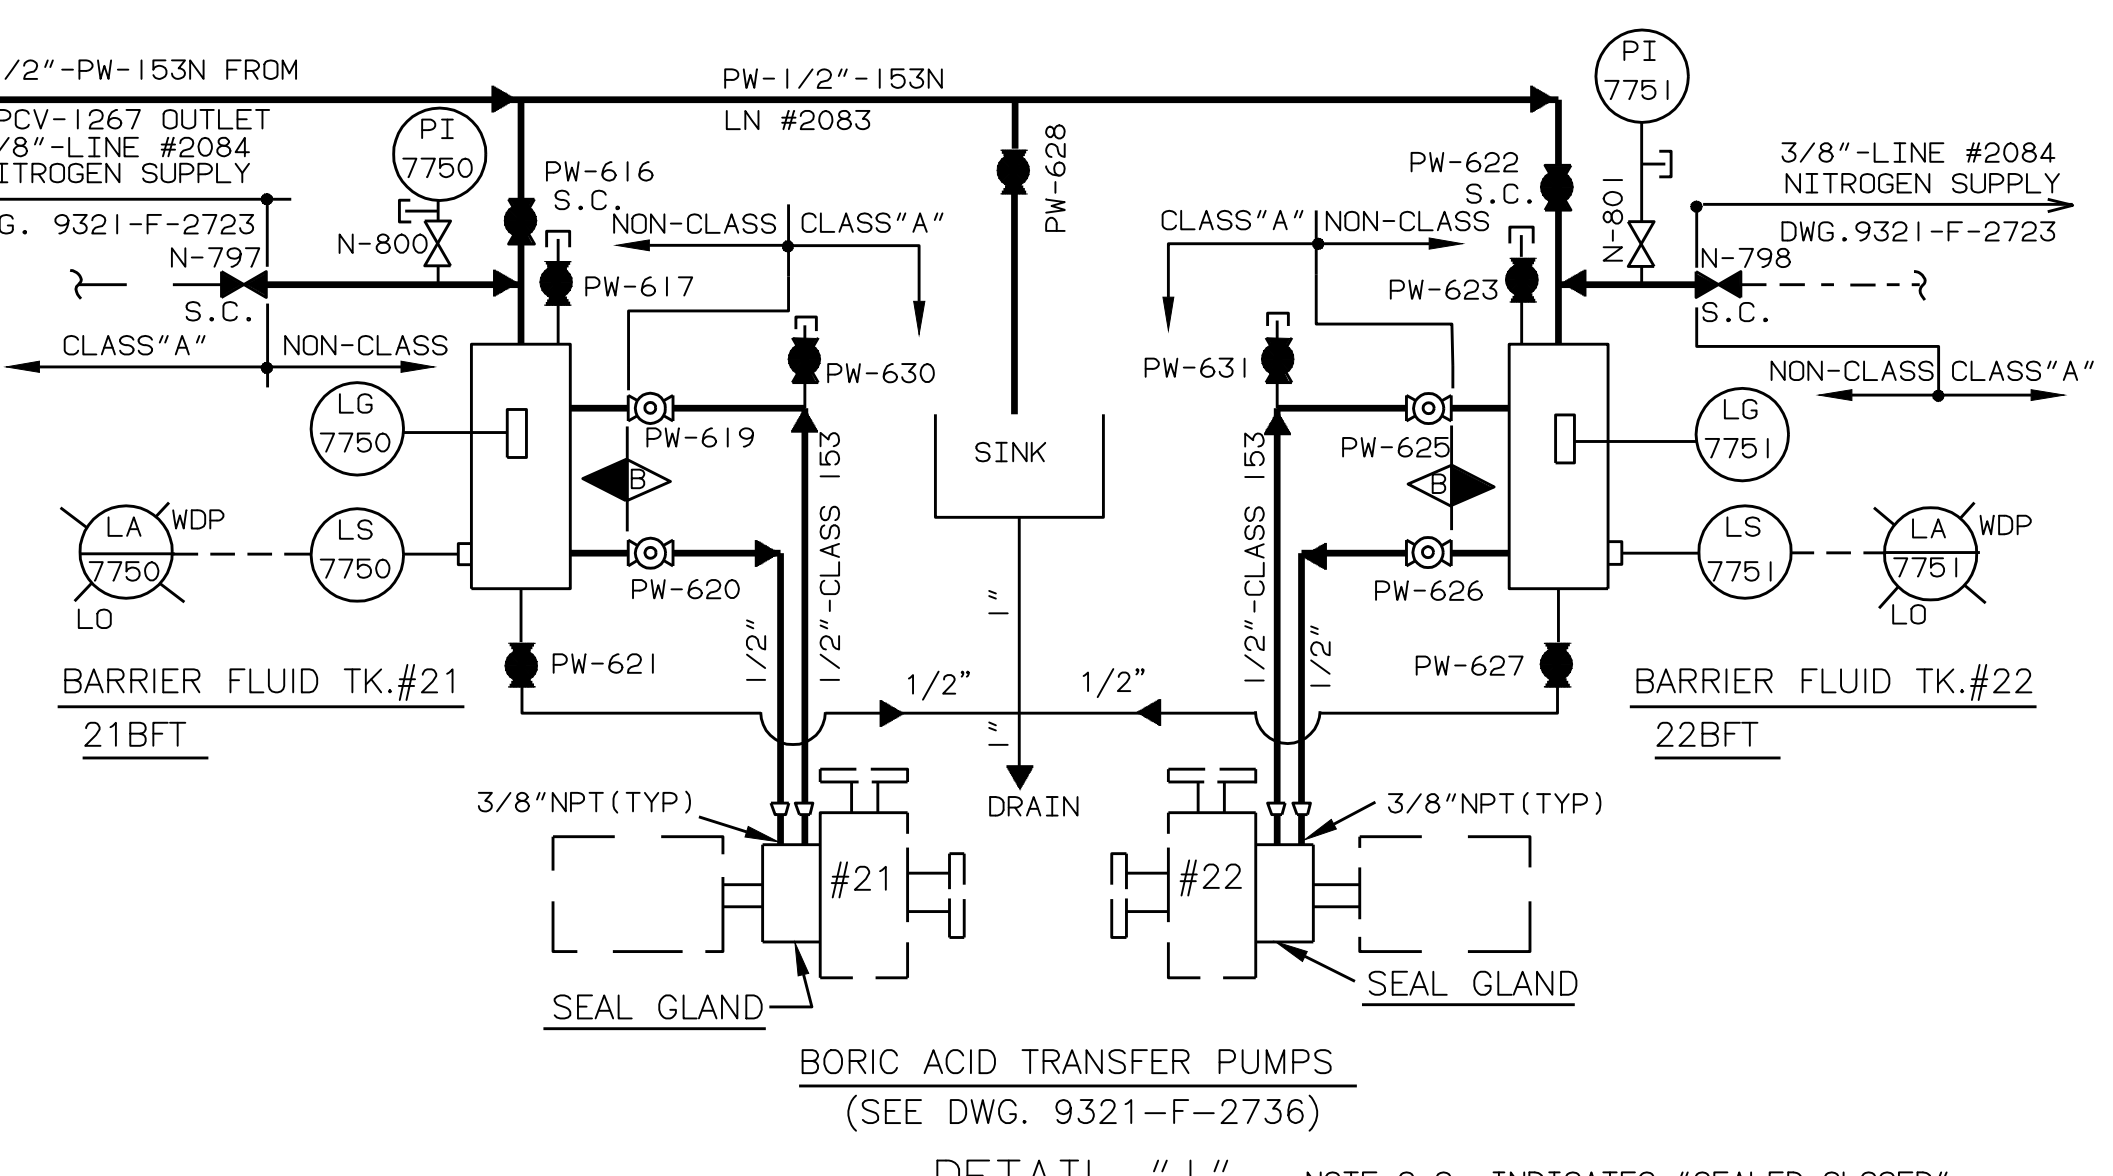 /2"-PW-153N FROM
PCV-1267 OUTLET
/8"-LINE #2084
ITROGEN SUPPLY
G. 9321-F-2723
PW-1/2"-153N
LN #2083
PI
7750
PI
7751
PW-616
S.C.
PW-628
PW-622
S.C.
N-801
3/8"-LINE #2084
NITROGEN SUPPLY
DWG.9321-F-2723
N-797
S.C.
N-800
NON-CLASS
CLASS"A"
CLASS"A"
NON-CLASS
PW-617
PW-623
N-798
S.C.
CLASS"A"
NON-CLASS
PW-630
PW-631
NON-CLASS
CLASS"A"
LG
7750
PW-619
SINK
PW-625
LG
7751
B
B
1/2"-CLASS 153
1/2"-CLASS 153
LA
7750
WDP
LO
LS
7750
PW-620
1/2"
1"
PW-626
1/2"
LS
7751
LA
7751
WDP
LO
PW-621
PW-627
BARRIER FLUID TK.#21
21BFT
1/2"
1/2"
1"
BARRIER FLUID TK.#22
22BFT
DRAIN
3/8"NPT(TYP)
3/8"NPT(TYP)
#21
#22
SEAL GLAND
SEAL GLAND
BORIC ACID TRANSFER PUMPS
(SEE DWG. 9321-F-2736)
DETAIL "J"
NOTE S.C. INDICATES "SEALED CLOSED"